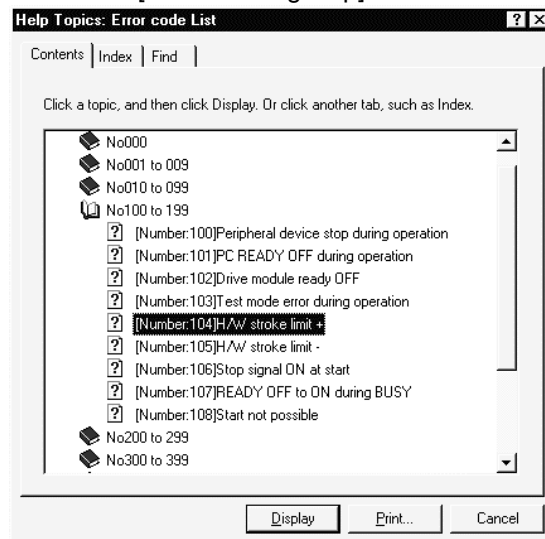 Help Topics: Error code List
Contents Index Find
Click a topic, and then click Display. Or click another tab, such as Index.
No000
No001 to 009
No010 to 099
No100 to 199
[Number:100]Peripheral device stop during operation
[Number:101]PC READY OFF during operation
[Number:102]Drive module ready OFF
[Number:103]Test mode error during operation
[Number:104]H/W stroke limit +
[Number:105]H/W stroke limit -
[Number:106]Stop signal ON at start
[Number:107]READY OFF to ON during BUSY
[Number:108]Start not possible
No200 to 299
No300 to 399
Display Print... Cancel